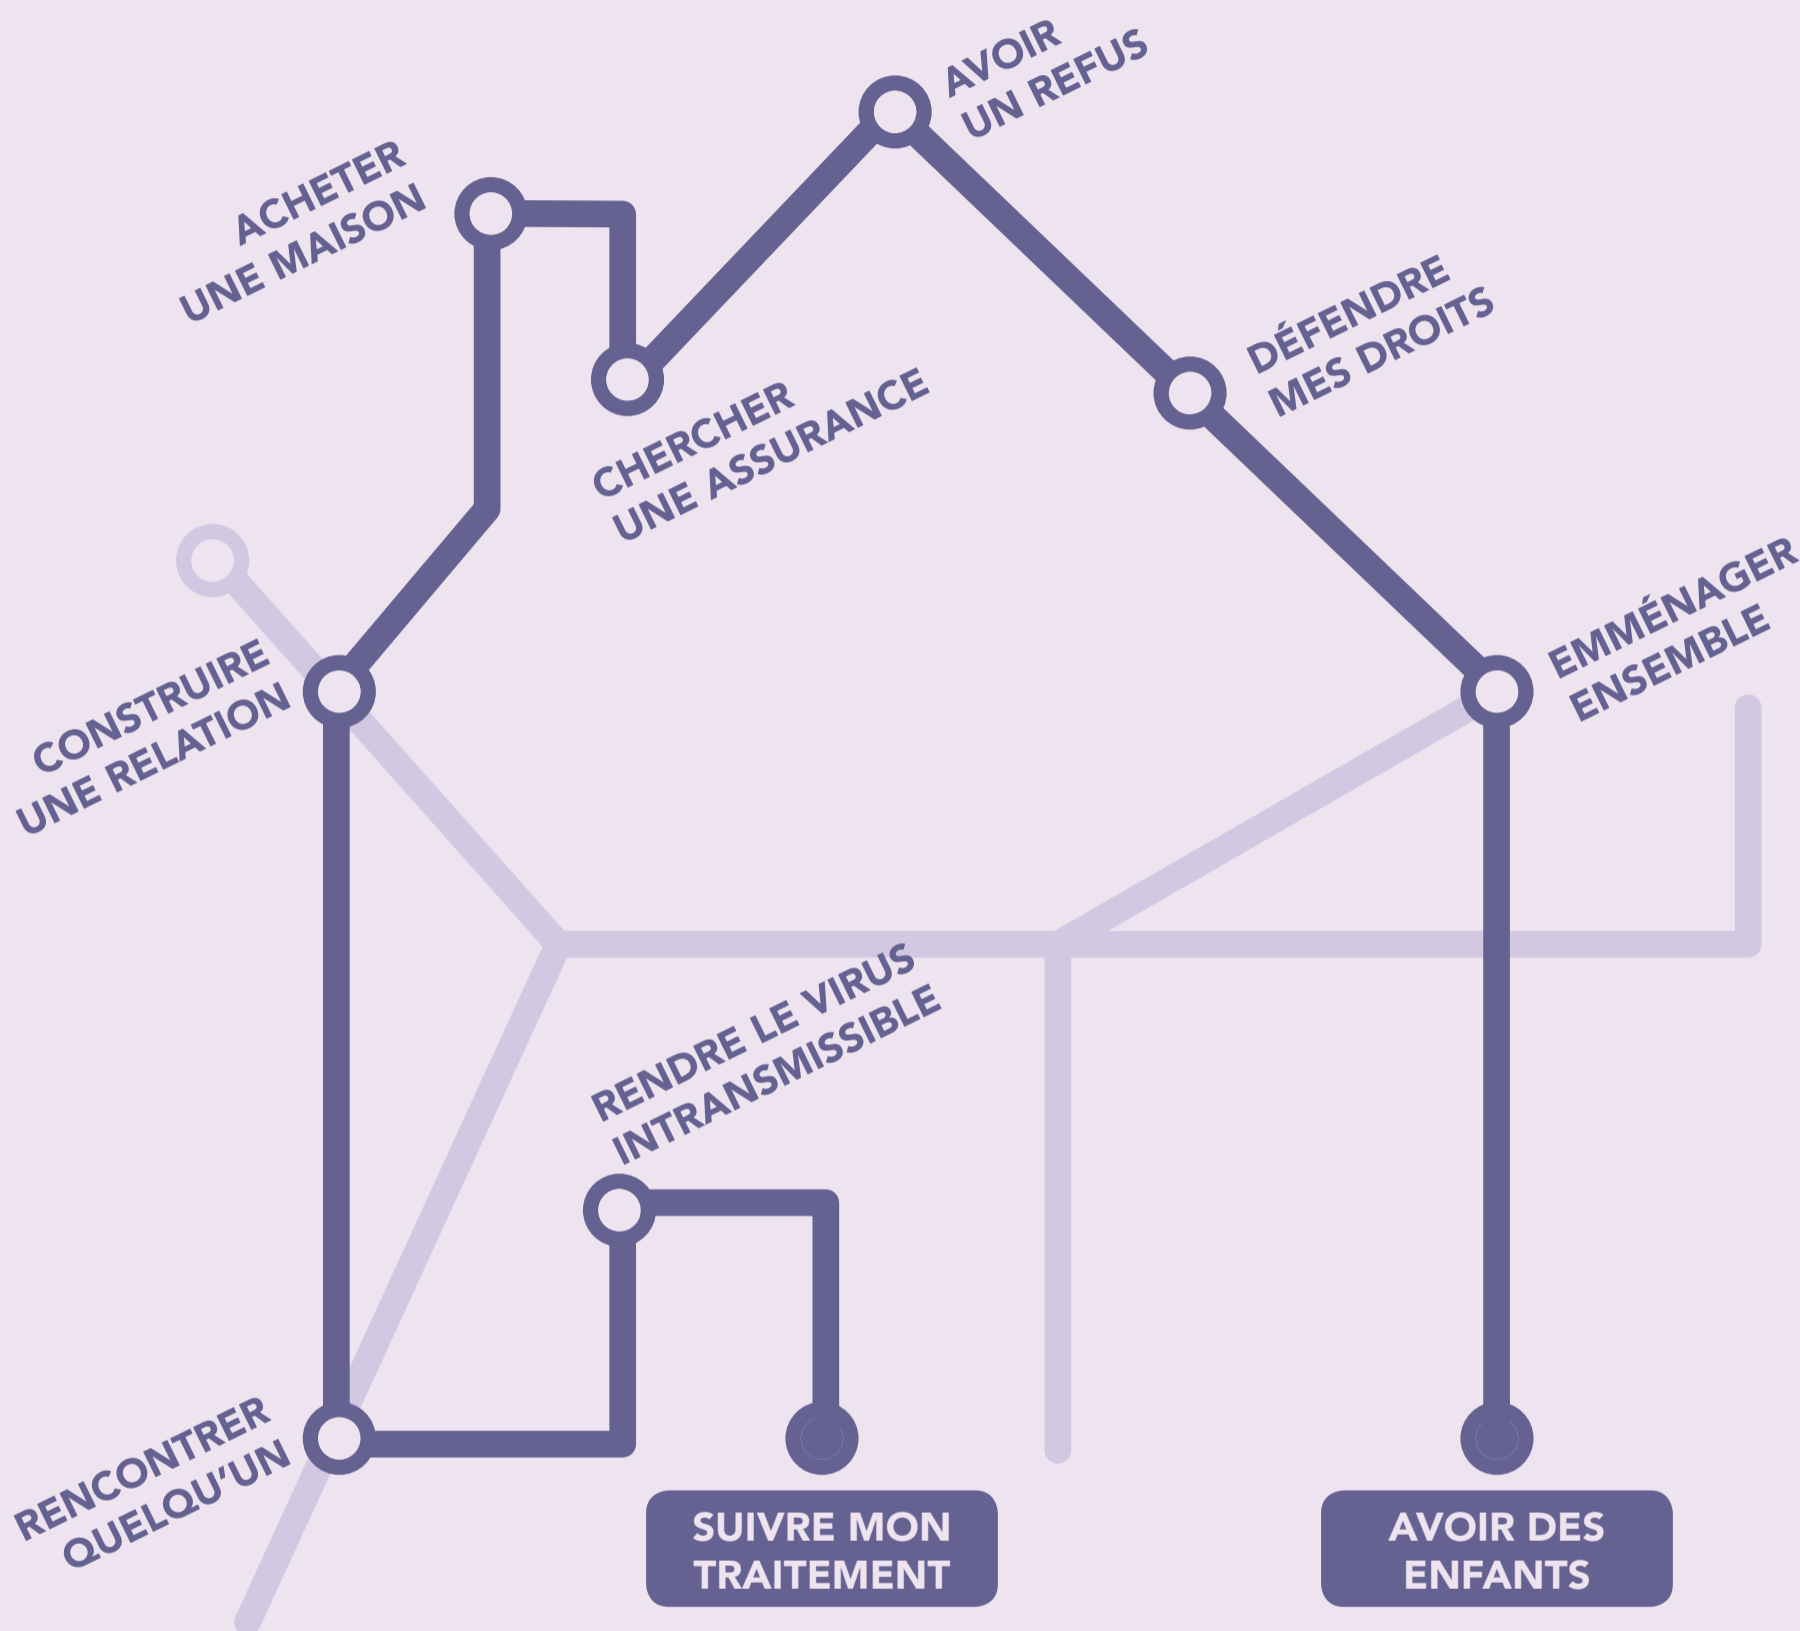 AVOIR
UN REFUS
ACHETER
UNE MAISON
DÉFENDRE
MES DROITS
CHERCHER
UNE ASSURANCE
EMMÉNAGER
ENSEMBLE
CONSTRUIRE
UNE RELATION
RENDRE LE VIRUS
INTRANSMISSIBLE
RENCONTRER
QUELQU’UN
SUIVRE MON
TRAITEMENT
AVOIR DES
ENFANTS